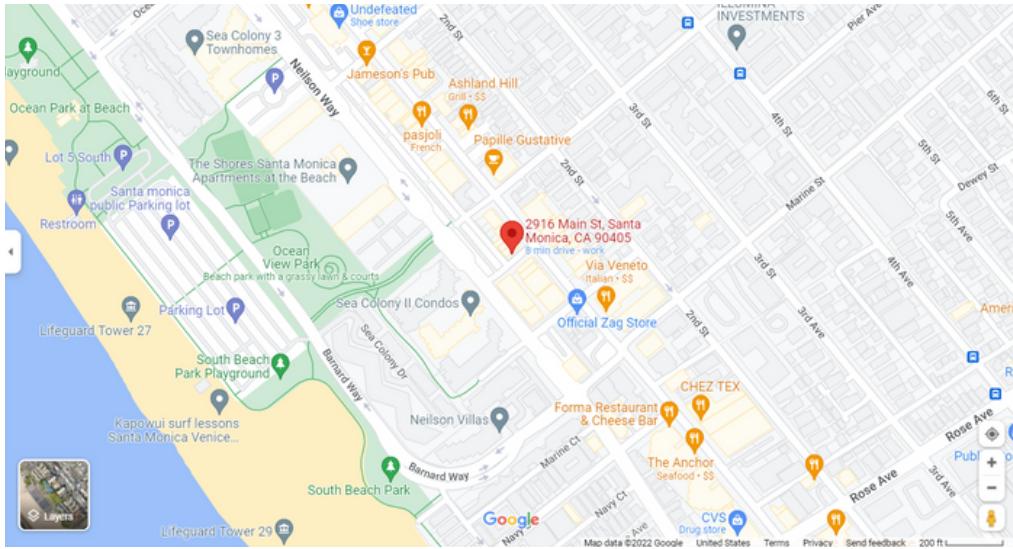 Undefeated
Shoe store
2nd St
ILLUMINA
INVESTMENTS
Pier Ave
Sea Colony 3
Townhomes
Jameson's Pub
layground
Neilson Way
Ashland Hill
Grill • $$
3rd St
6th St
Ocean Park at Beach
pasjoli
French
4th St
Papille Gustative
5th St
Lot 5 South
The Shores Santa Monica
Apartments at the Beach
2nd St
Dewey St
Santa monica
public Parking lot
Marine St
Restroom
5th Ave
2916 Main St, Santa
Monica, CA 90405
8 min drive - work
Ocean
View Park
Beach park with a grassy lawn & courts
Via Veneto
Italian • $$
3rd St
4th Ave
Parking Lot
Sea Colony II Condos
Lifeguard Tower 27
Official Zag Store
2nd St
3rd Ave
Ameri
Sea Colony Dr
South Beach
Park Playground
Barnard Way
CHEZ TEX
Kapowui surf lessons
Santa Monica Venice...
Neilson Villas
Forma Restaurant
& Cheese Bar
Rose Ave
Marine Ct
The Anchor
Seafood • $$
Publ
3rd Ave
Barnard Way
South Beach Park
Navy Ct
Rose Ave
Layers
Lifeguard Tower 29
Google
CVS
Drug store
Map data ©2022 Google United States Terms Privacy Send feedback 200 ft